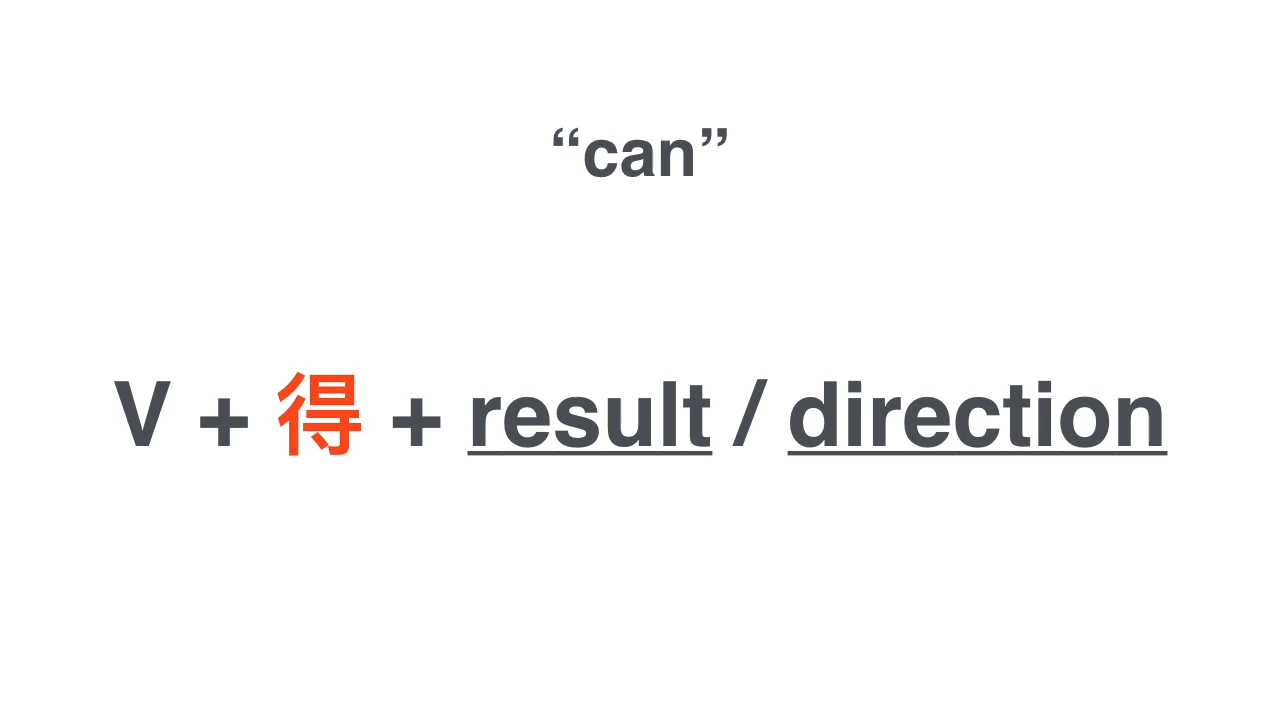 “can”
V + 得 + result / direction